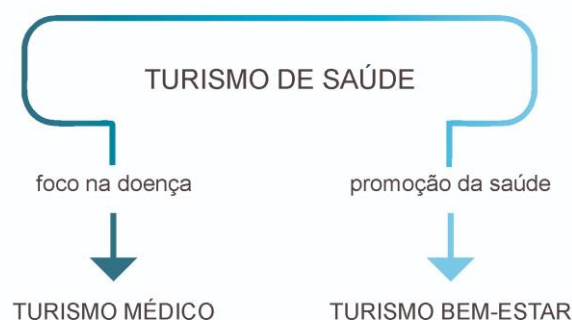 TURISMO DE SAÚDE
foco na doença
promoção da saúde
TURISMO MÉDICO
TURISMO BEM-ESTAR